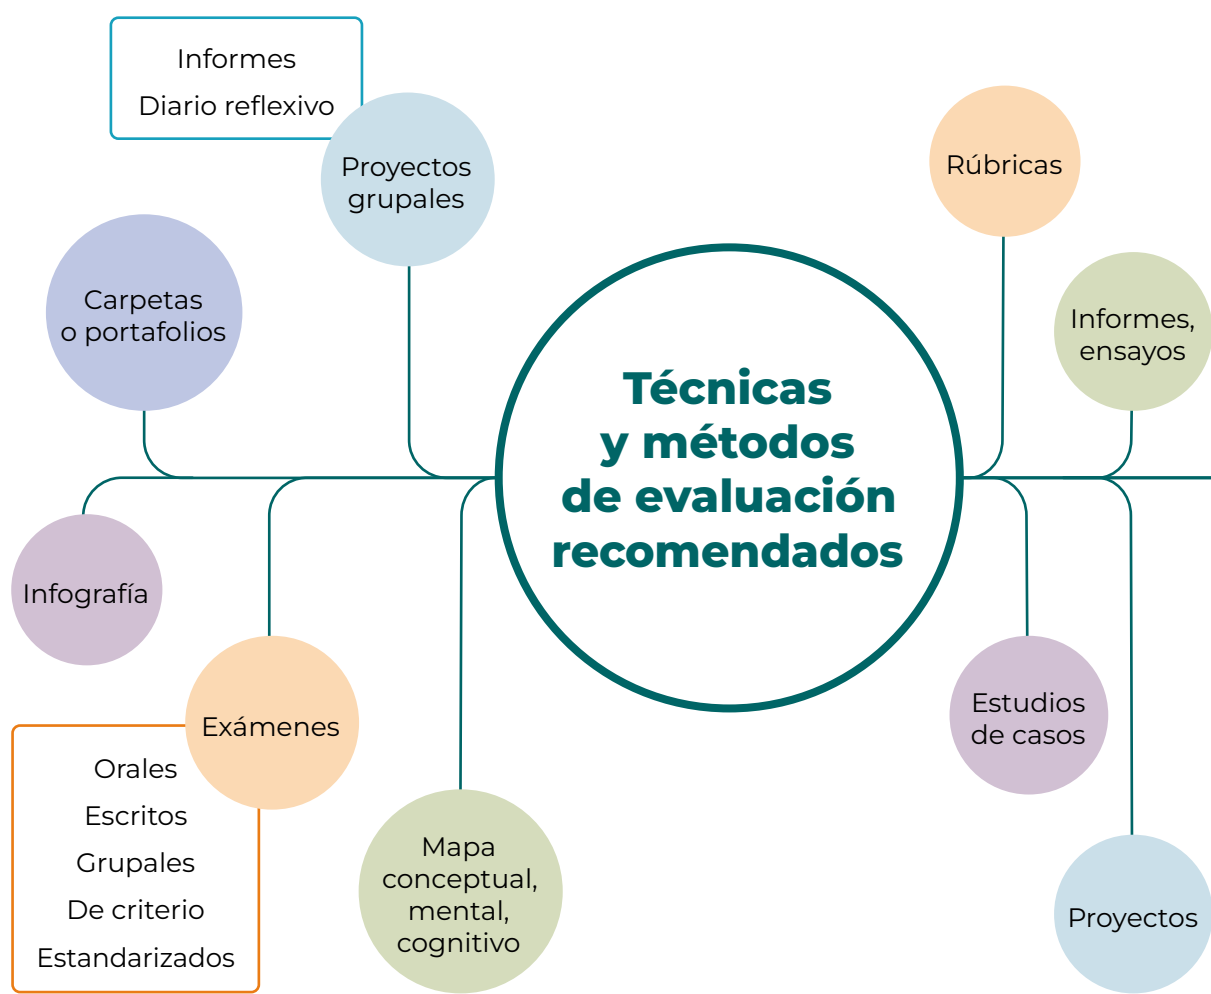 Informes
Diario reflexivo
Proyectos
grupales
Carpetas
o portafolios
Infografía
Exámenes
Orales
Escritos
Grupales
De criterio
Estandarizados
Mapa
conceptual,
mental,
cognitivo
Técnicas
y métodos
de evaluación
recomendados
Rúbricas
Informes,
ensayos
Estudios
de casos
Proyectos